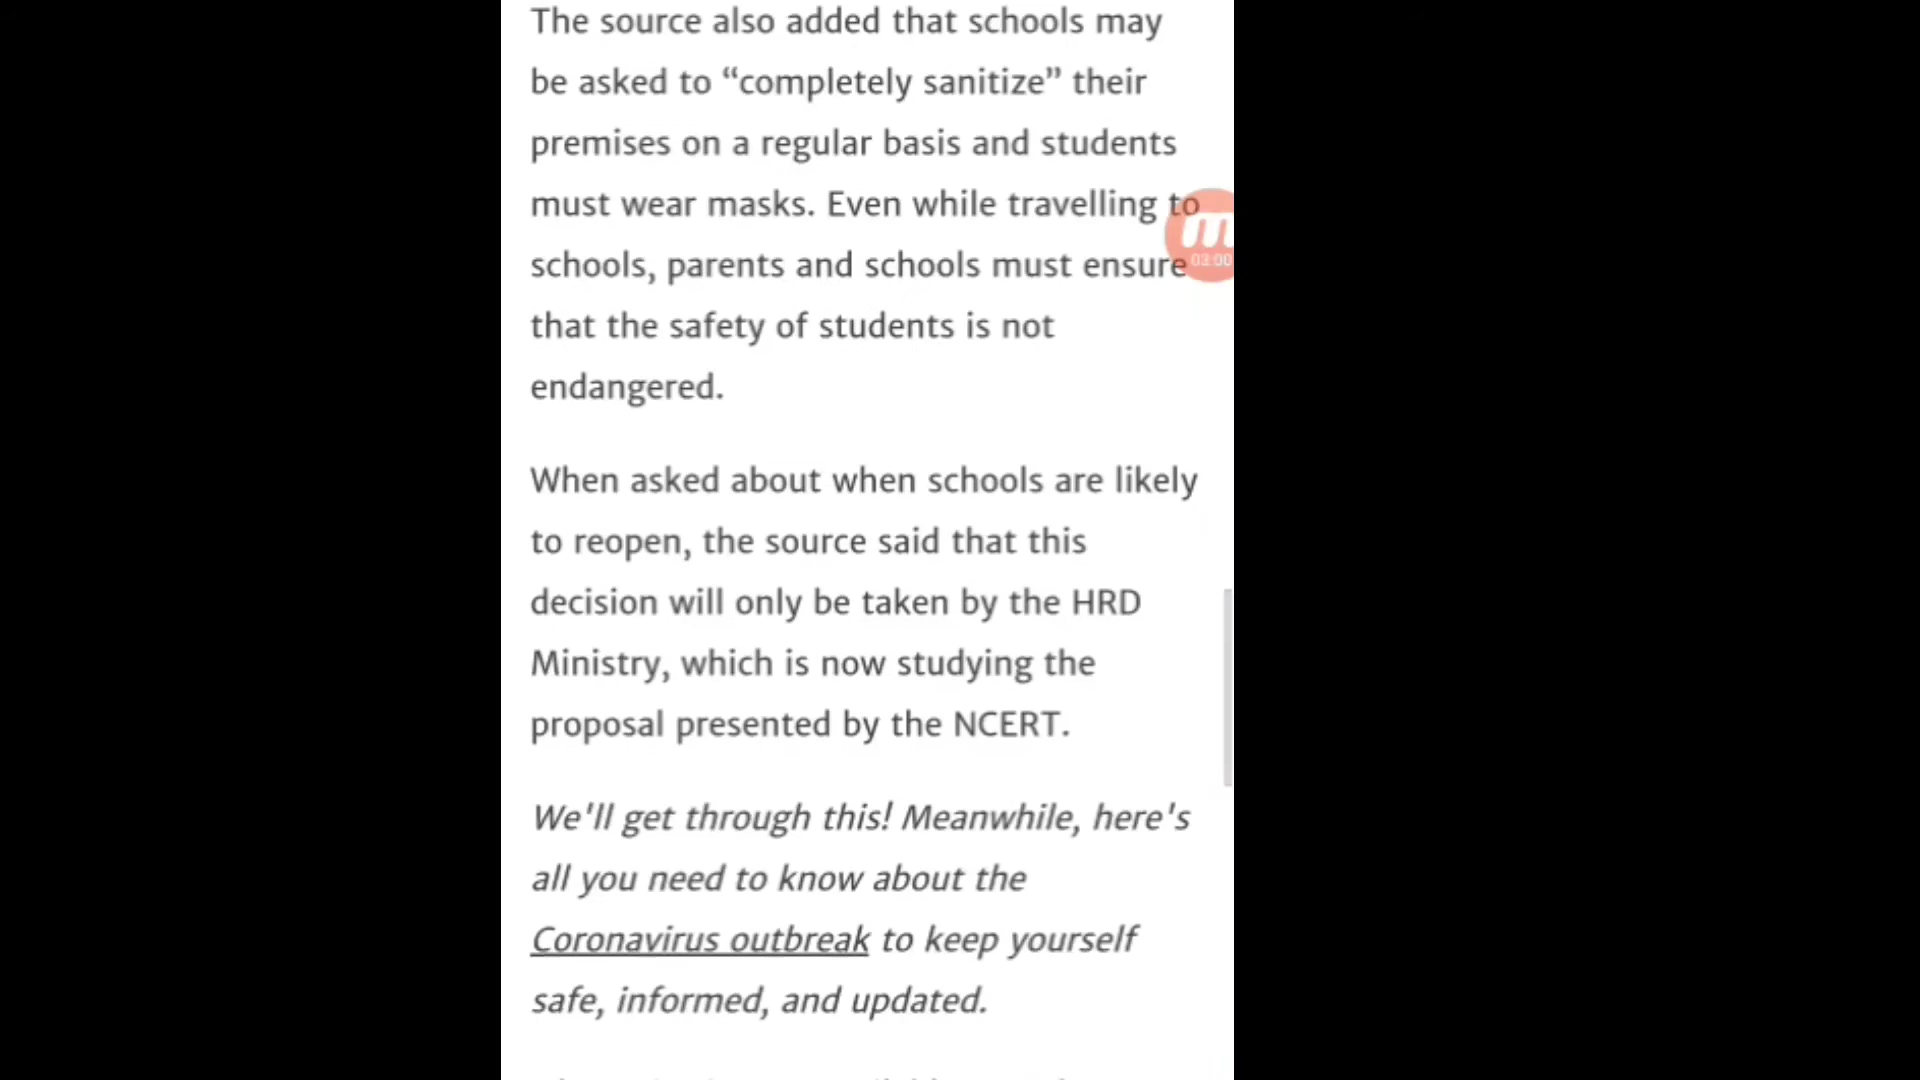 The source also added that schools may
be asked to “completely sanitize” their
premises on a regular basis and students
must wear masks. Even while travelling to
schools, parents and schools must ensure
03:00
that the safety of students is not
endangered.
When asked about when schools are likely
to reopen, the source said that this
decision will only be taken by the HRD
Ministry, which is now studying the
proposal presented by the NCERT.
We'll get through this! Meanwhile, here's
all you need to know about the
Coronavirus outbreak to keep yourself
safe, informed, and updated.